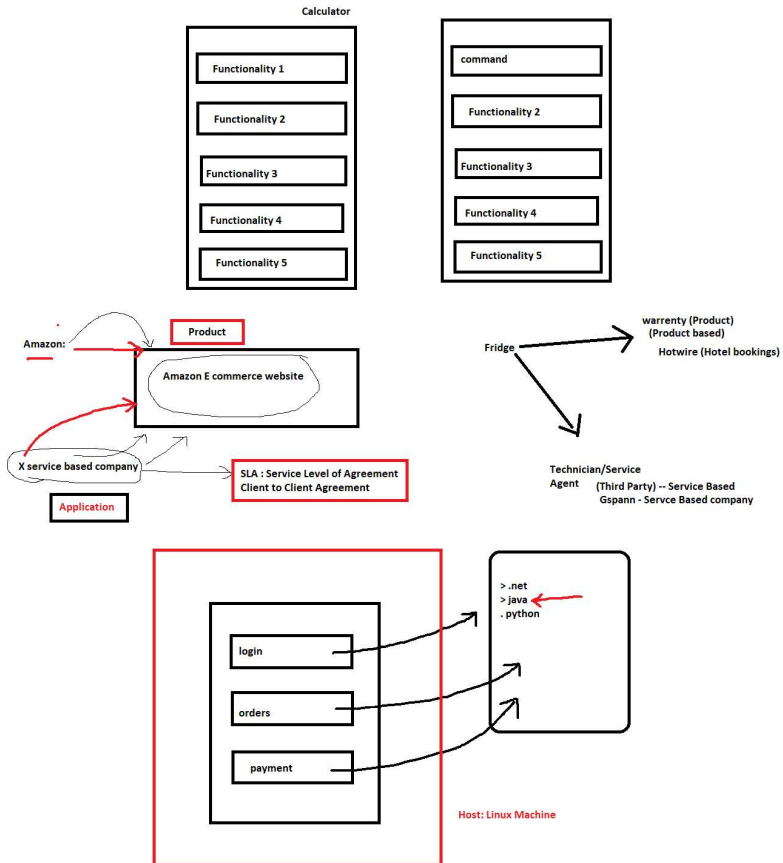 Calculator
Functionality 1
Functionality 2
Functionality 3
Functionality 4
Functionality 5
command
Functionality 2
Functionality 3
Functionality 4
Functionality 5
Amazon:
Product
Amazon E commerce website
X service based company
SLA : Service Level of Agreement
Client to Client Agreement
Application
Fridge
warrenty (Product)
(Product based)
Hotwire (Hotel bookings)
Technician/Service
Agent
(Third Party) -- Service Based
Gspann - Servce Based company
login
orders
payment
> .net
> java
. python
Host: Linux Machine